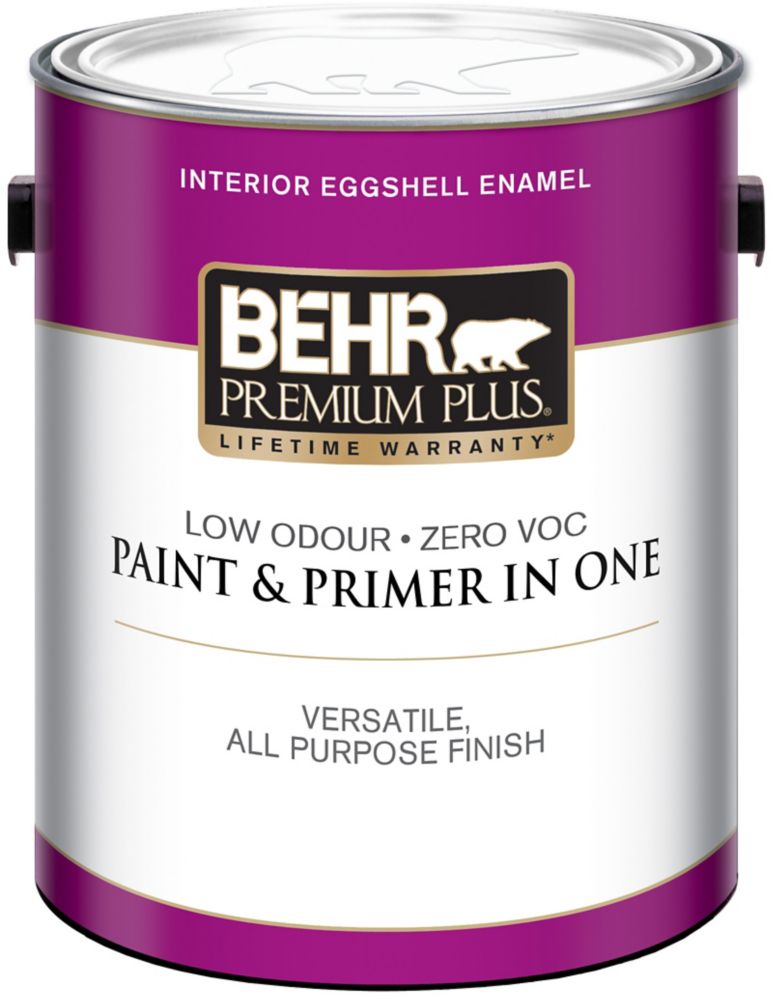 INTERIOR EGGSHELL ENAMEL
BEHR
PREMIUM PLUS®
LIFETIME WARRANTY*
LOW ODOUR • ZERO VOC
PAINT & PRIMER IN ONE
VERSATILE,
ALL PURPOSE FINISH